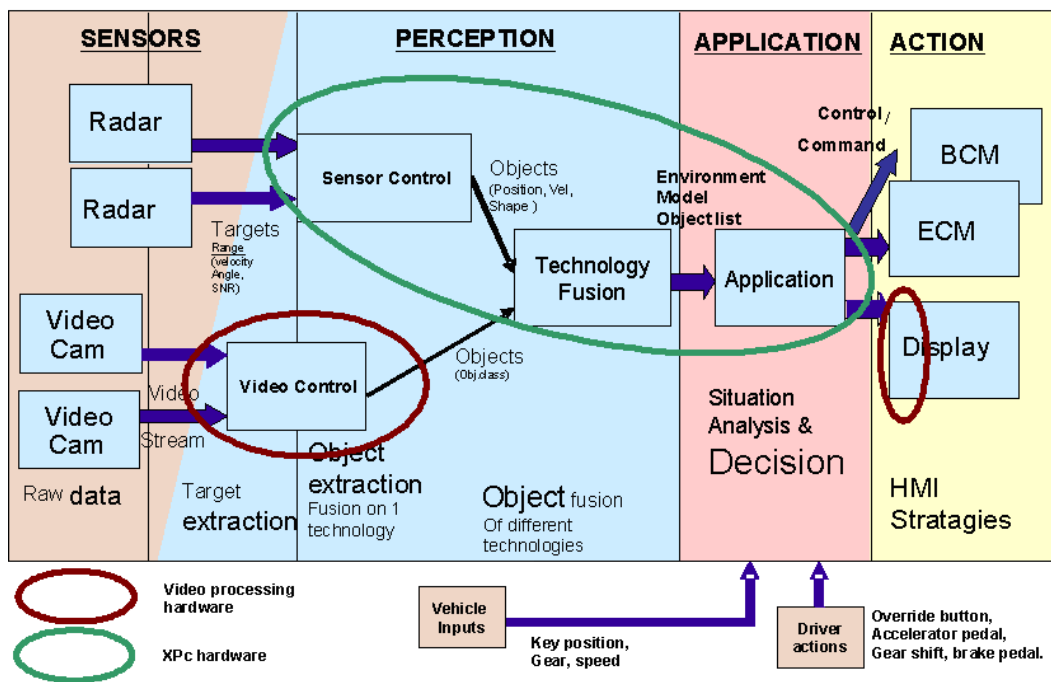 SENSORS
PERCEPTION
APPLICATION
ACTION
Radar
Radar
Video
Cam
Video
Cam
Raw data
Targets
Range
(velocity
Angle,
SNR)
Video
Stream
Target
extraction
Sensor Control
Video Control
Objects
(Position, Vel,
Shape )
Objects
(Obj.class)
Technology
Fusion
Object
extraction
Fusion on 1
technology
Object fusion
Of different
technologies
Environment
Model
Object list
Application
Situation
Analysis &
Decision
Control /
Command
BCM
ECM
Display
HMI
Stratagies
Video processing
hardware
XPc hardware
Vehicle
Inputs
Key position,
Gear, speed
Driver
actions
Override button,
Accelerator pedal,
Gear shift, brake pedal.